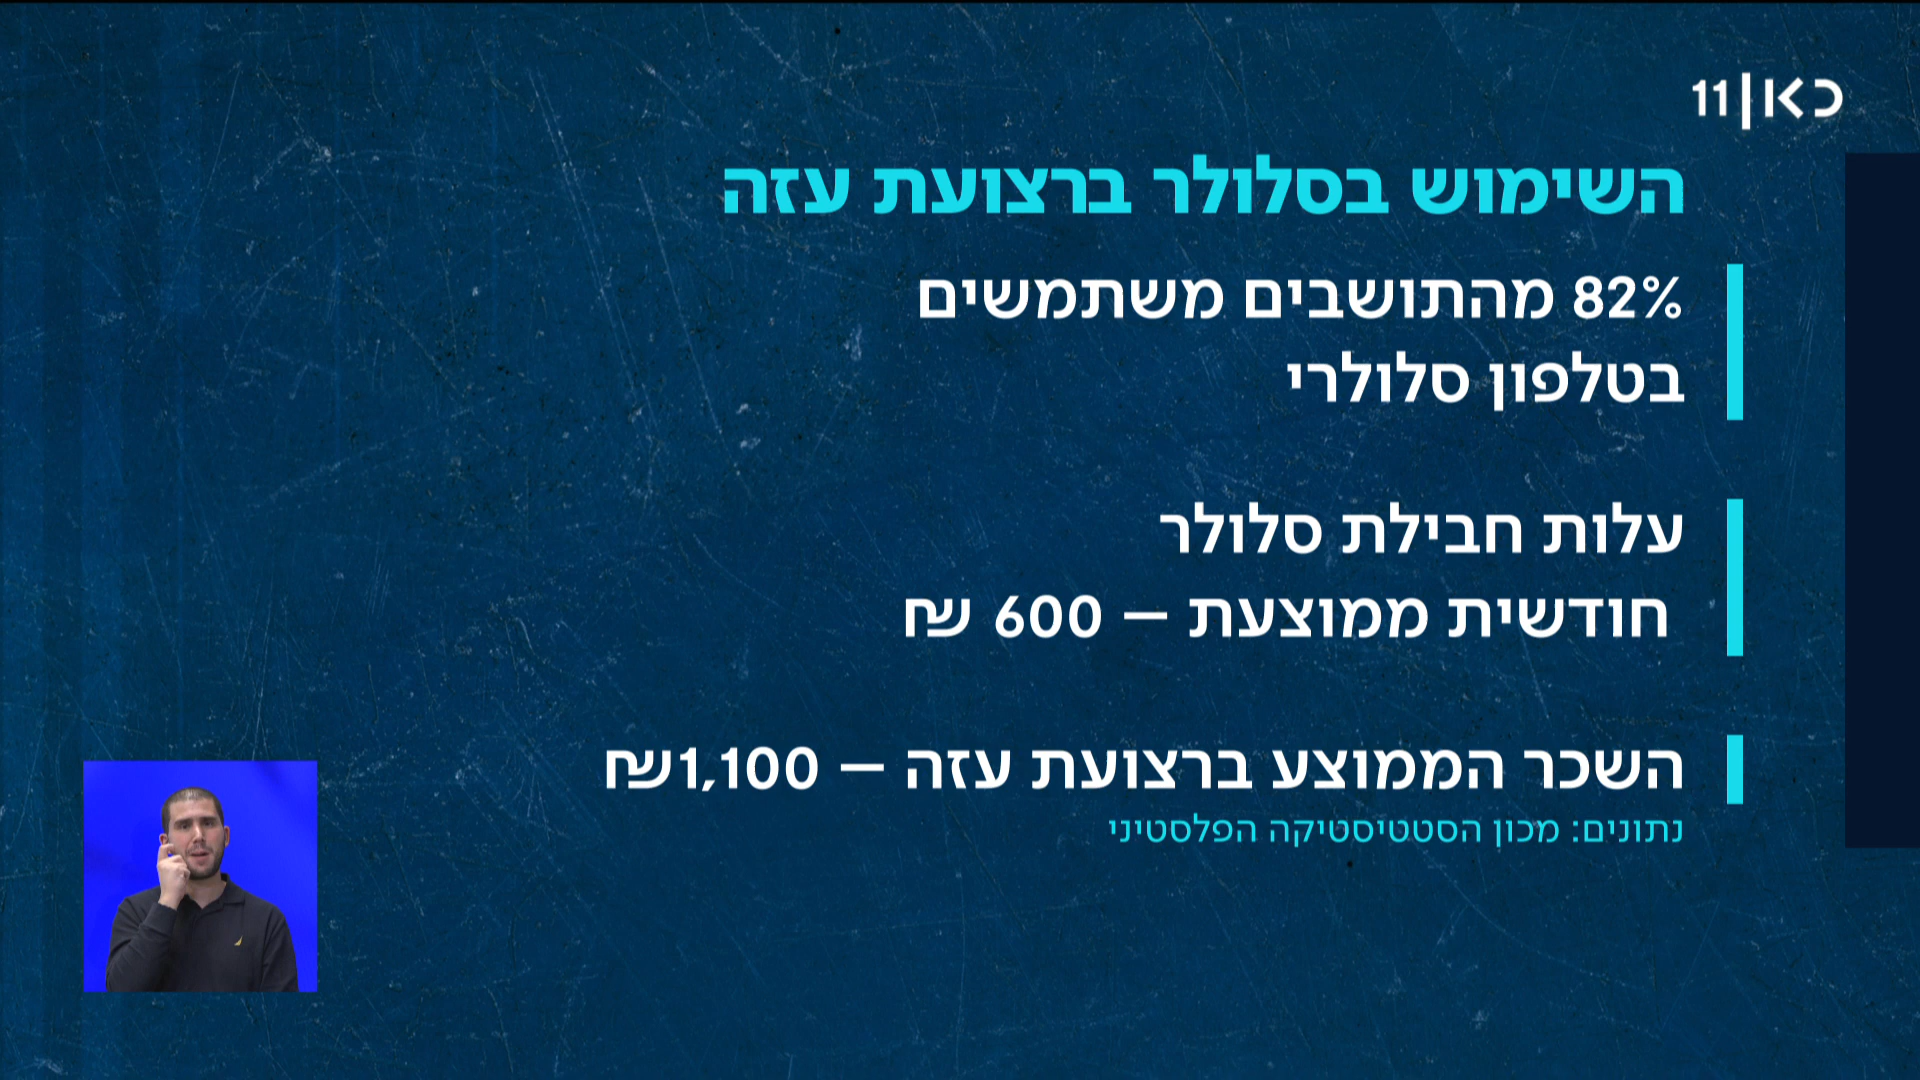 כאן 11
השימוש בסלולר ברצועת עזה
82% מהתושבים משתמשים
בטלפון סלולרי
עלות חבילת סלולר
חודשית ממוצעת – 600 ₪
השכר הממוצע ברצועת עזה – 1,100₪
נתונים: מכון הסטטיסטיקה הפלסטיני